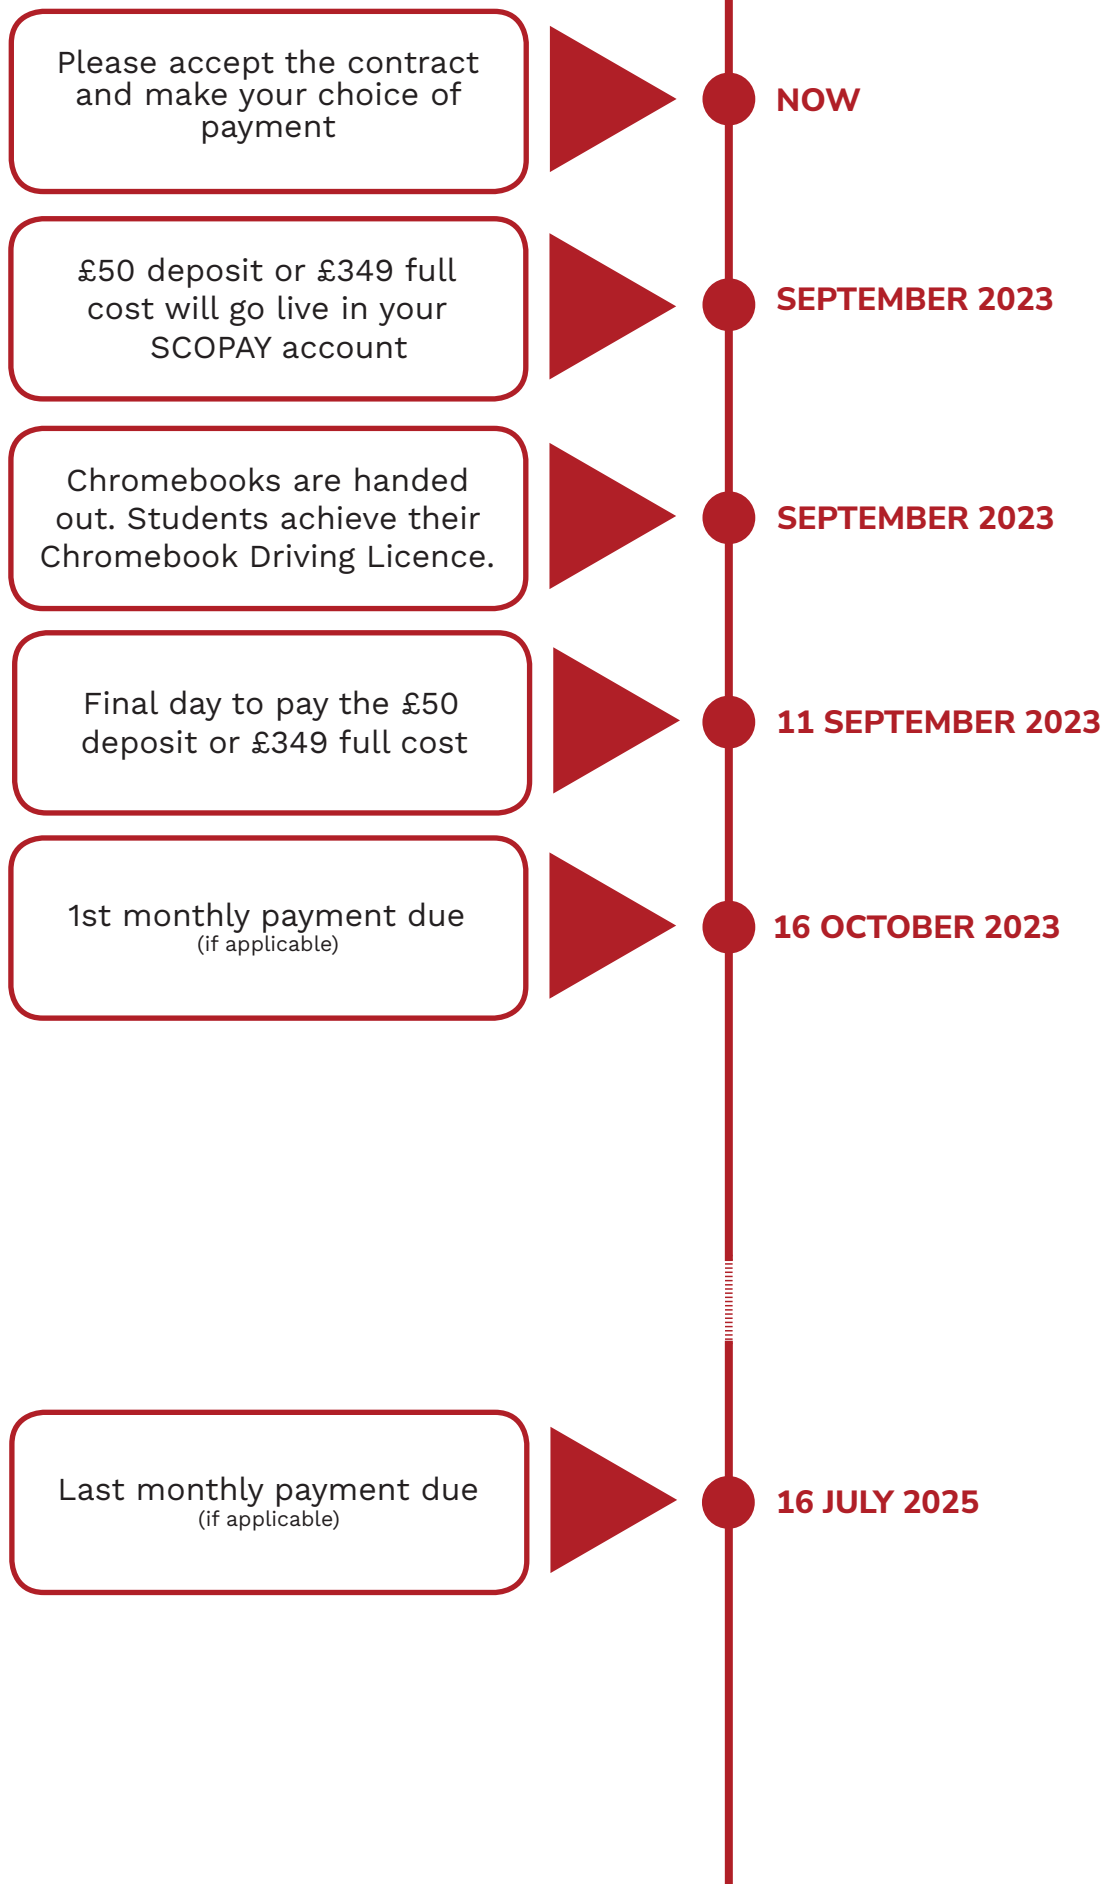 Please accept the contract
and make your choice of
payment
NOW
£50 deposit or £349 full
cost will go live in your
SCOPAY account
SEPTEMBER 2023
Chromebooks are handed
out. Students achieve their
Chromebook Driving Licence.
SEPTEMBER 2023
Final day to pay the £50
deposit or £349 full cost
11 SEPTEMBER 2023
1st monthly payment due
(if applicable)
16 OCTOBER 2023
Last monthly payment due
(if applicable)
16 JULY 2025